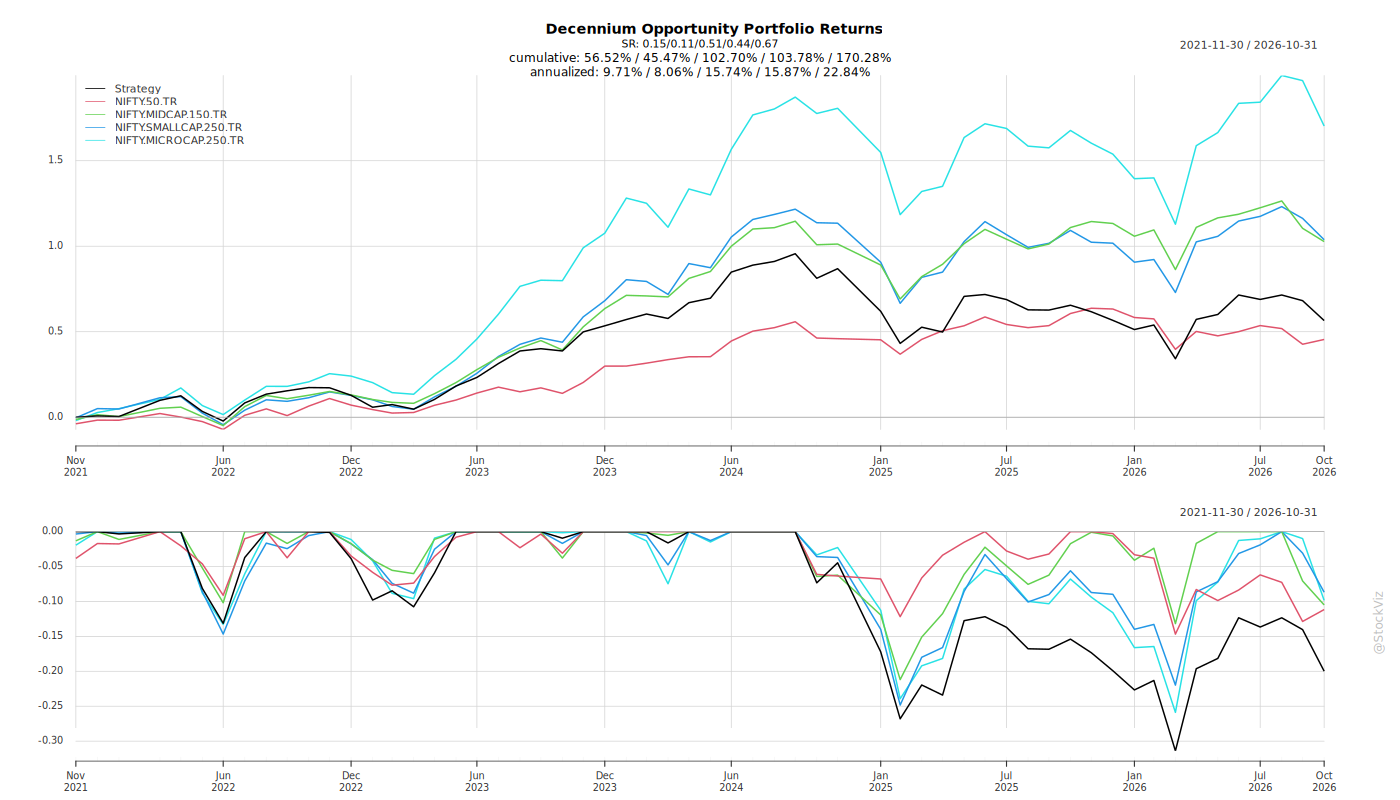 Decennium Opportunity Portfolio Returns
SR: 0.15/0.11/0.51/0.44/0.67
cumulative: 56.52% / 45.47% / 102.70% / 103.78% / 170.28%
annualized: 9.71% / 8.06% / 15.74% / 15.87% / 22.84%
2021-11-30 / 2026-10-31
Strategy
NIFTY.50.TR
NIFTY.MIDCAP.150.TR
NIFTY.SMALLCAP.250.TR
NIFTY.MICROCAP.250.TR
1.5
1.0
0.5
0.0
Nov Jun Dec Jun Dec Jun Jan Jul Jan Jul Oct
2021 2022 2022 2023 2023 2024 2025 2025 2026 2026 2026
2021-11-30 / 2026-10-31
0.00
-0.05
-0.10
-0.15
-0.20
-0.25
-0.30
Nov Jun Dec Jun Dec Jun Jan Jul Jan Jul Oct
2021 2022 2022 2023 2023 2024 2025 2025 2026 2026 2026
@StockViz